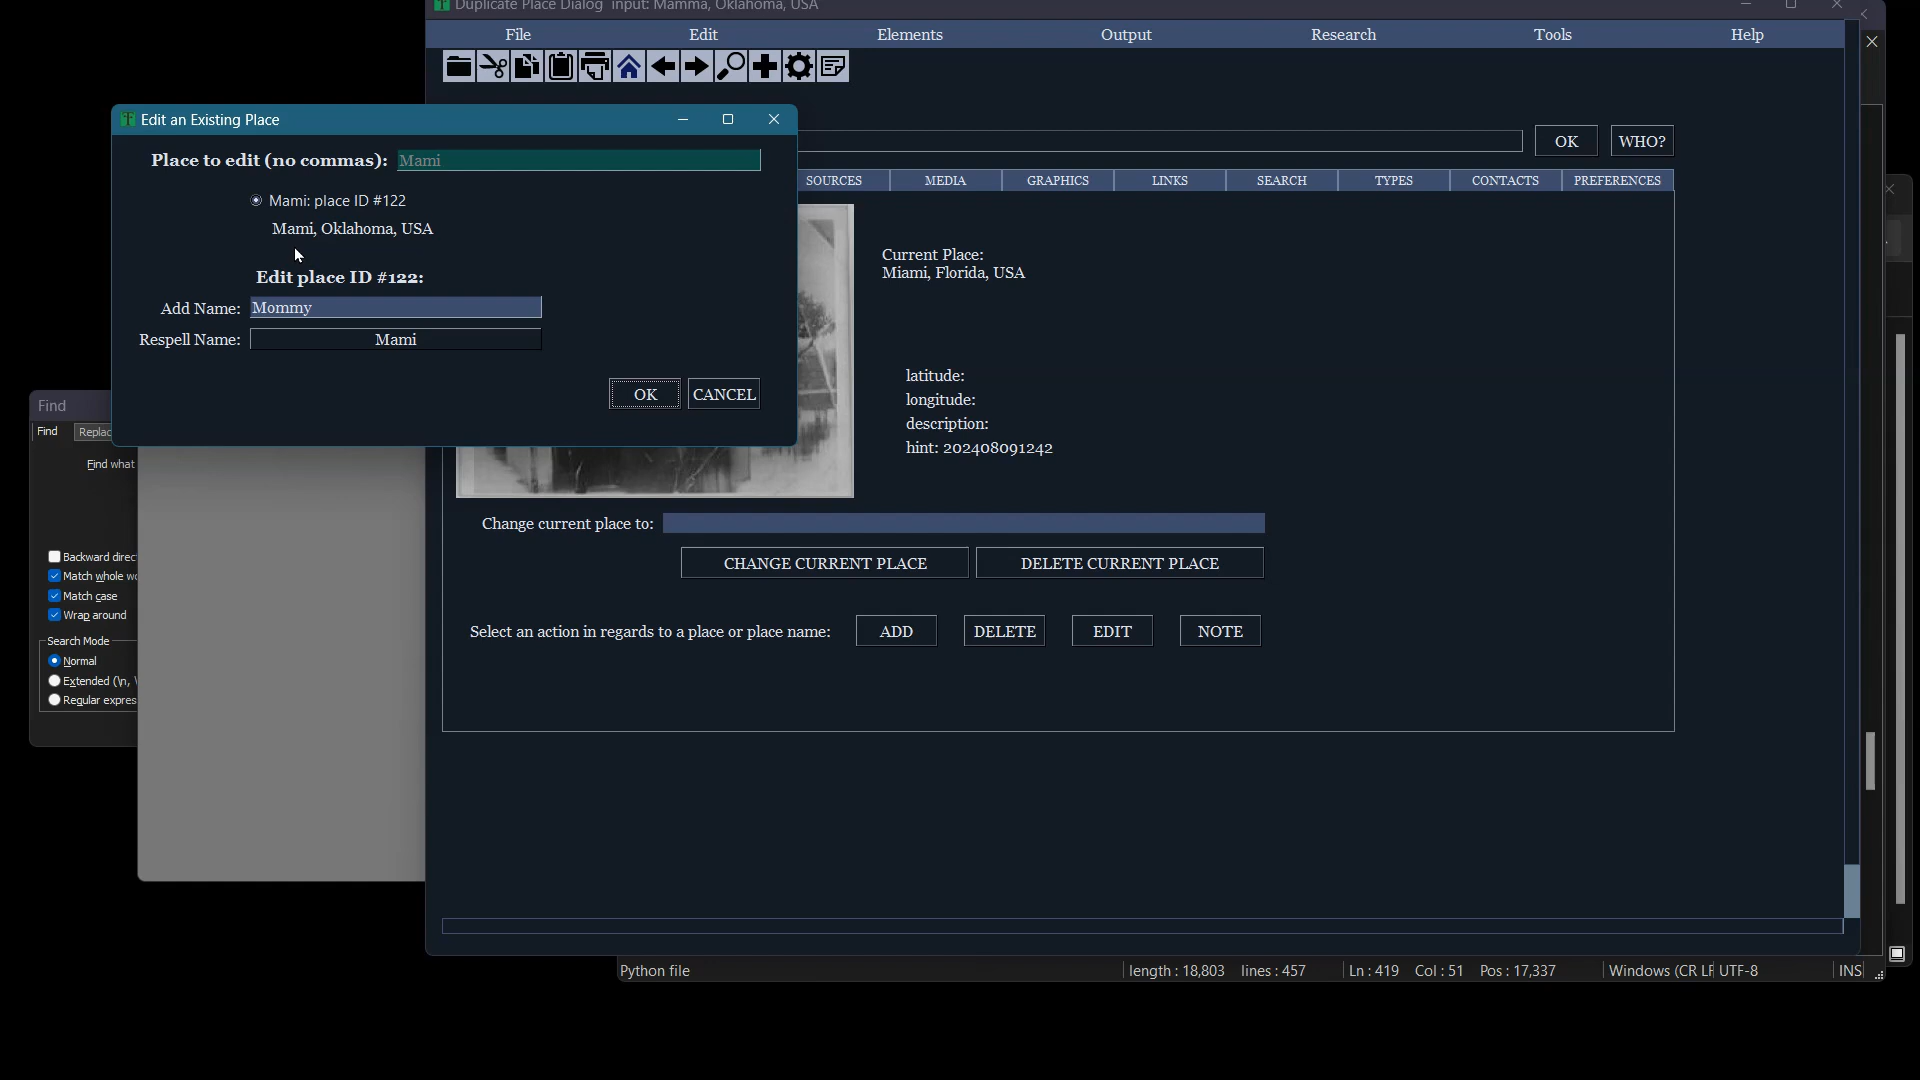 Duplicate Place Dialog input: Mamma, Oklahoma, USA
File Edit Elements Output Research Tools Help
Edit an Existing Place
Place to edit (no commas): Mami
OK WHO?
SOURCES MEDIA GRAPHICS LINKS SEARCH TYPES CONTACTS PREFERENCES
Mami: place ID #122
Mami, Oklahoma, USA
Current Place:
Miami, Florida, USA
Edit place ID #122:
Add Name: Mommy
Respell Name: Mami
OK CANCEL
latitude:
longitude:
description:
hint: 202408091242
Find
Find Replac
Find what
Backward direc
Match whole wo
Match case
Wrap around
Search Mode
Normal
Extended (\n, \
Regular expres
Change current place to:
CHANGE CURRENT PLACE DELETE CURRENT PLACE
Select an action in regards to a place or place name: ADD DELETE EDIT NOTE
Python file length : 18,803 lines : 457 Ln : 419 Col : 51 Pos : 17,337 Windows (CR LF UTF-8 INS